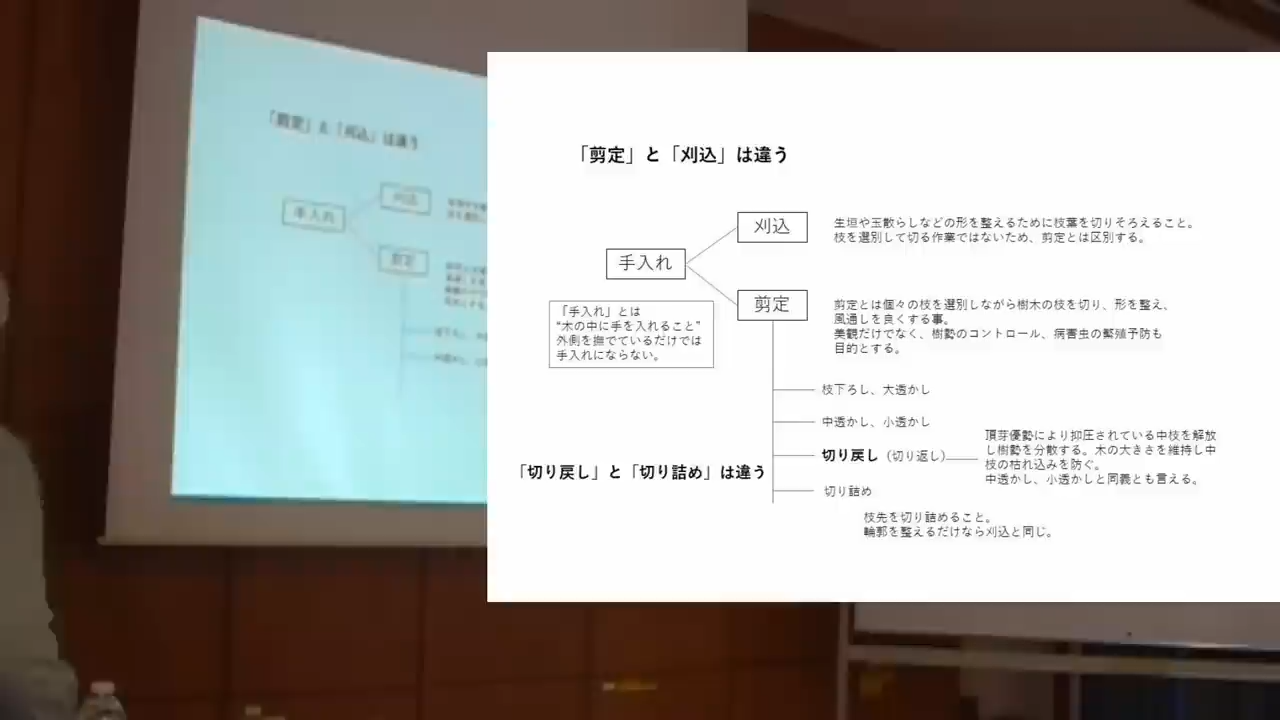 「剪定」と「刈込」は違う
手入れ
刈込
剪定
「剪定」と「刈込」は違う
刈込
生垣や玉散らしなどの形を整えるために枝葉を切りそろえること。
枝を選別して切る作業ではないため、剪定とは区別する。
手入れ
剪定
剪定とは個々の枝を選別しながら樹木の枝を切り、形を整え、
風通しを良くする事。
美観だけでなく、樹勢のコントロール、病害虫の繁殖予防も
目的とする。
「手入れ」とは
“木の中に手を入れること”
外側を撫でているだけでは
手入れにならない。
枝下ろし、大透かし
中透かし、小透かし
切り戻し（切り返し）
頂芽優勢により抑圧されている中枝を解放
し樹勢を分散する。木の大きさを維持し中
枝の枯れ込みを防ぐ。
中透かし、小透かしと同義とも言える。
「切り戻し」と「切り詰め」は違う
切り詰め
枝先を切り詰めること。
輪郭を整えるだけなら刈込と同じ。